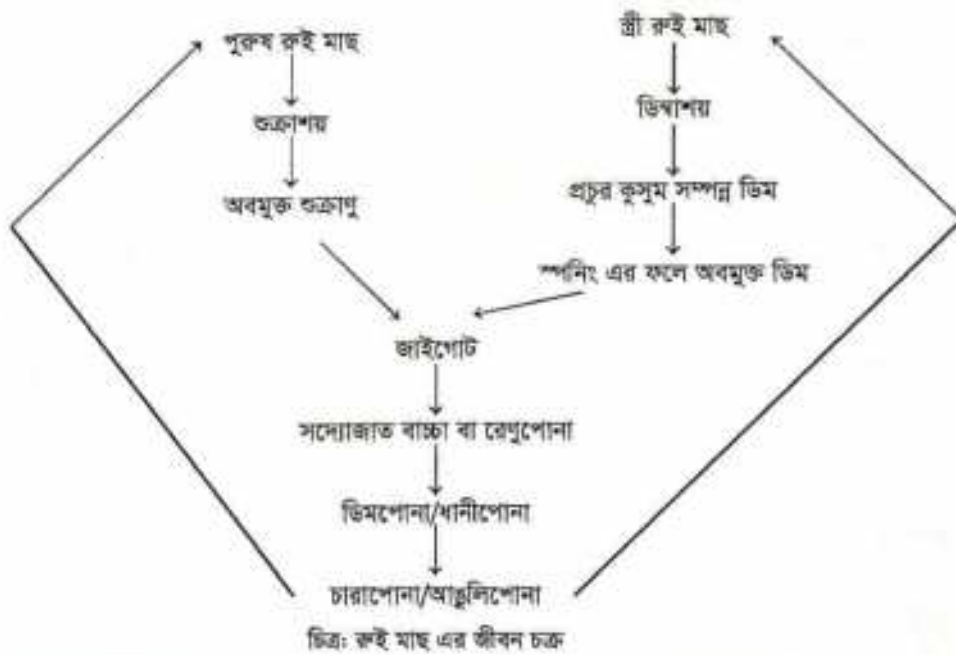 পুরুষ রুই মাছ
স্ত্রী রুই মাছ
শুক্রাশয়
ডিম্বাশয়
অবমুক্ত শুক্রাণু
প্রচুর কুসুম সম্পন্ন ডিম
স্পনিং এর ফলে অবমুক্ত ডিম
জাইগোট
সদ্যোজাত বাচ্চা বা রেণুপোনা
ডিমপোনা/ধানীপোনা
চারাপোনা/আঙুলিপোনা
চিত্র: রুই মাছ এর জীবন চক্র